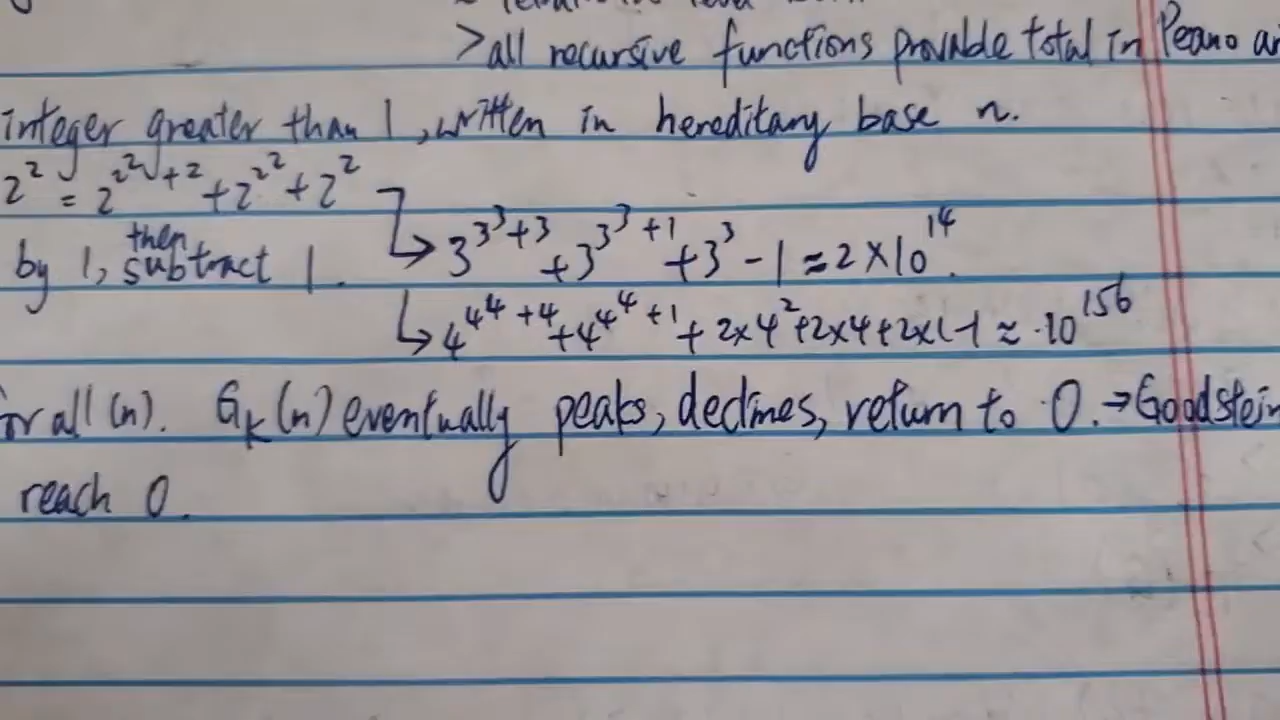 >all recursive functions provable total in Peano ar
integer greater than 1, written in hereditary base n.
2² = 2^{2^2+2} + 2^{2^2} + 2^2
↳ 3^{3^3+3} + 3^{3^3+1} + 3^3 - 1 ≈ 2×10^{14}.
by 1, then subtract 1.
↳ 4^{4^4+4} + 4^{4^4+1} + 2×4^2 + 2×4 + 2×1 - 1 ≈ 10^{156}
for all (n). G_k(n) eventually peaks, declines, return to 0. → Goodstein
reach 0.